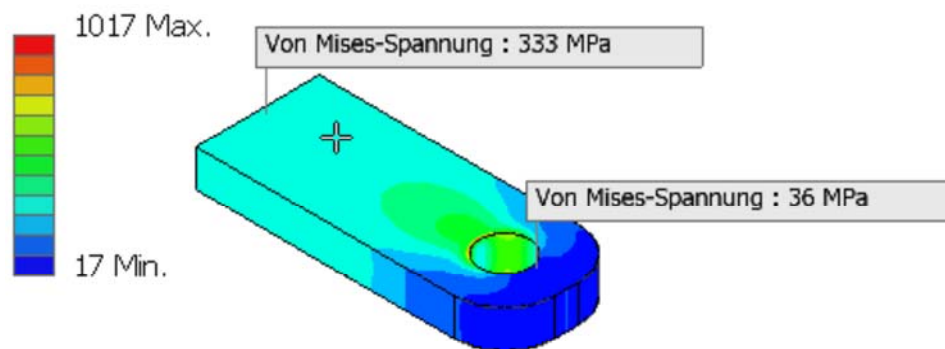 1017 Max.
Von Mises-Spannung : 333 MPa
Von Mises-Spannung : 36 MPa
17 Min.